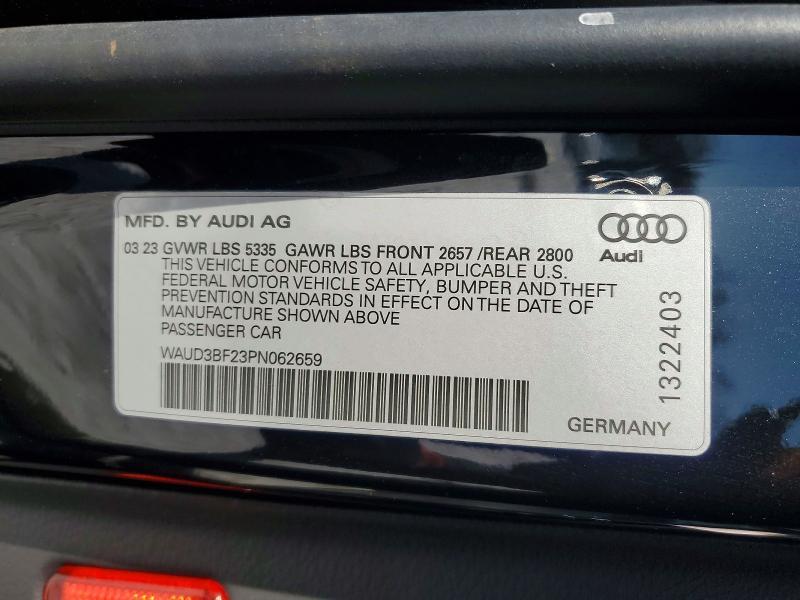 MFD. BY AUDI AG
03 23 GVWR LBS 5335 GAWR LBS FRONT 2657 /REAR 2800
THIS VEHICLE CONFORMS TO ALL APPLICABLE U.S.
FEDERAL MOTOR VEHICLE SAFETY, BUMPER AND THEFT
PREVENTION STANDARDS IN EFFECT ON THE DATE OF
MANUFACTURE SHOWN ABOVE
PASSENGER CAR
WAUD3BF23PN062659
Audi
1322403
GERMANY